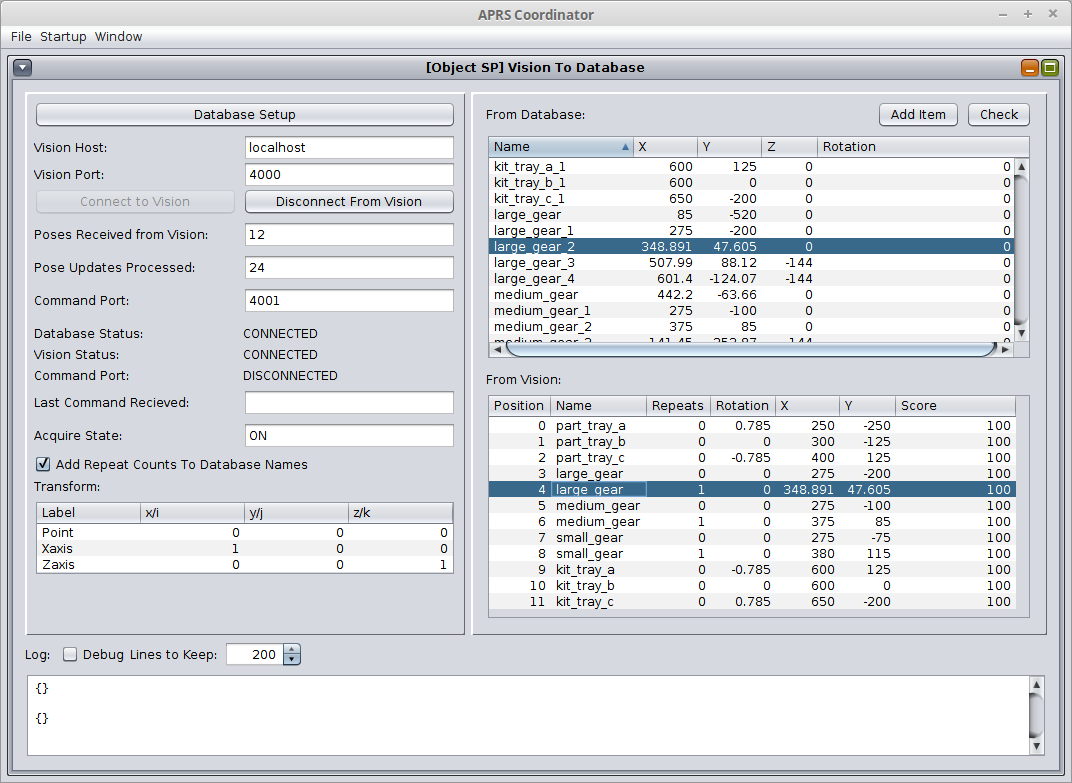 APRS Coordinator
File Startup Window
[Object SP] Vision To Database
Database Setup
Vision Host: localhost
Vision Port: 4000
Connect to Vision Disconnect From Vision
Poses Received from Vision: 12
Pose Updates Processed: 24
Command Port: 4001
Database Status: CONNECTED
Vision Status: CONNECTED
Command Port: DISCONNECTED
Last Command Recieved:
Acquire State: ON
Add Repeat Counts To Database Names
Transform:
Label x/i y/j z/k
Point 0 0 0
Xaxis 1 0 0
Zaxis 0 0 1
From Database: Add Item Check
Name X Y Z Rotation
kit_tray_a_1 600 125 0 0
kit_tray_b_1 600 0 0 0
kit_tray_c_1 650 -200 0 0
large_gear 85 -520 0 0
large_gear_1 275 -200 0 0
large_gear_2 348.891 47.605 0 0
large_gear_3 507.99 88.12 -144 0
large_gear_4 601.4 -124.07 -144 0
medium_gear 442.2 -63.66 0 0
medium_gear_1 275 -100 0 0
medium_gear_2 375 85 0 0
From Vision:
Position Name Repeats Rotation X Y Score
0 part_tray_a 0 0.785 250 -250 100
1 part_tray_b 0 0 300 -125 100
2 part_tray_c 0 -0.785 400 125 100
3 large_gear 0 0 275 -200 100
4 large_gear 1 0 348.891 47.605 100
5 medium_gear 0 0 275 -100 100
6 medium_gear 1 0 375 85 100
7 small_gear 0 0 275 -75 100
8 small_gear 1 0 380 115 100
9 kit_tray_a 0 -0.785 600 125 100
10 kit_tray_b 0 0 600 0 100
11 kit_tray_c 0 0.785 650 -200 100
Log: Debug Lines to Keep: 200
{}
{}